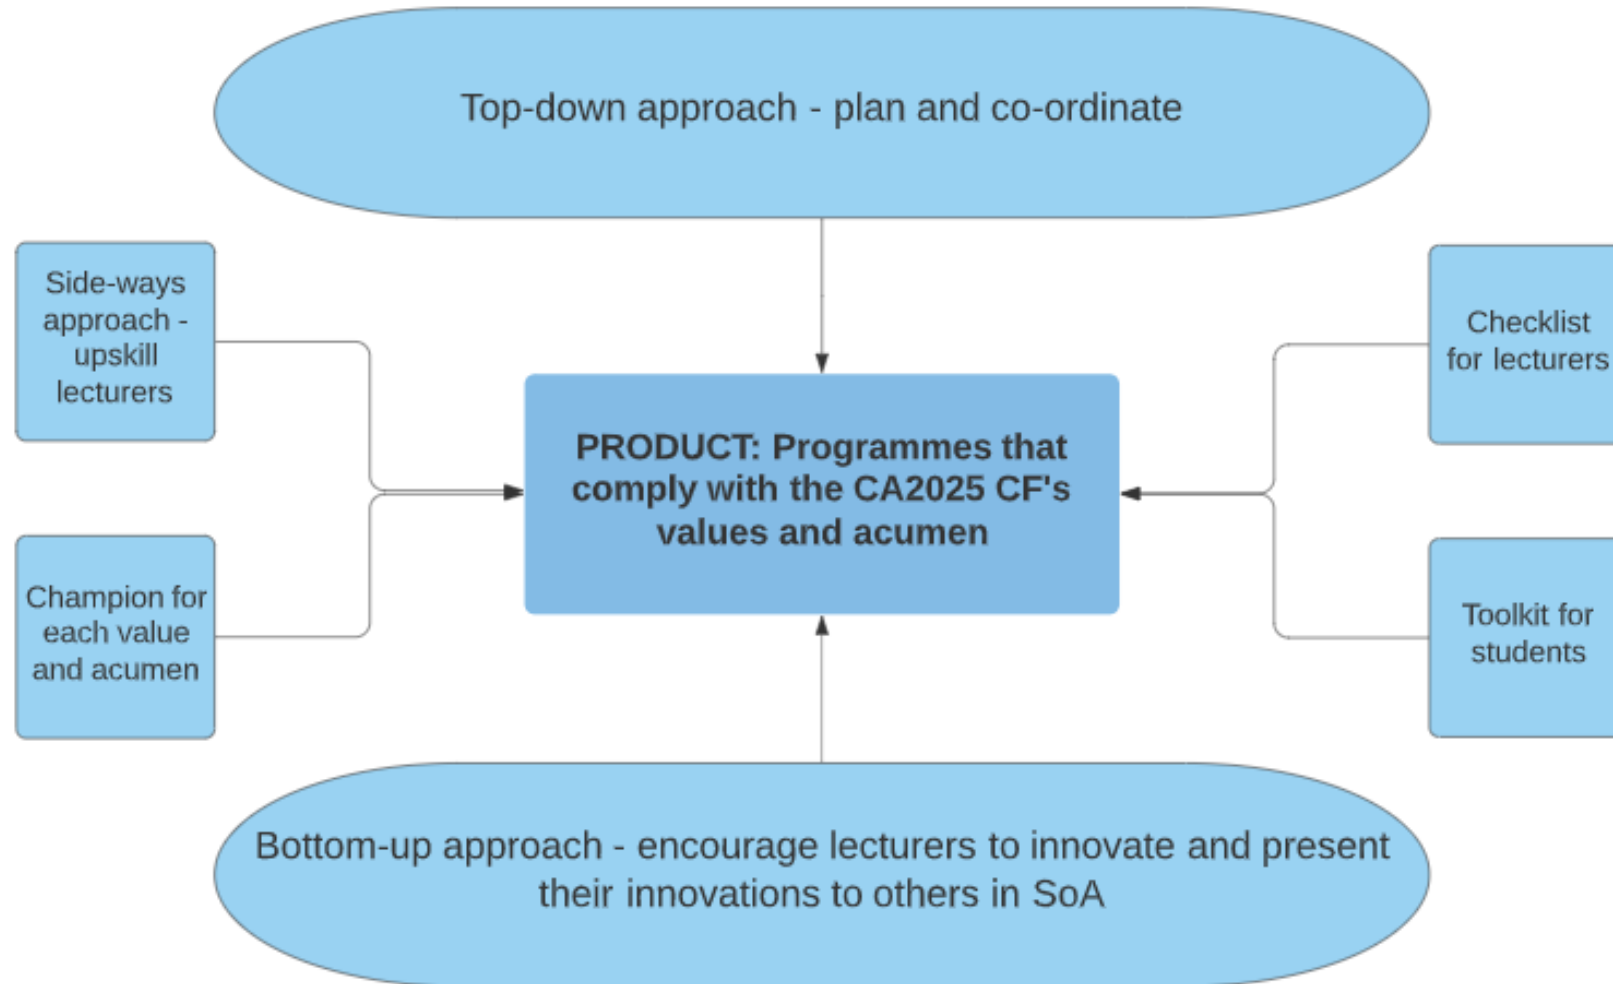 Top-down approach - plan and co-ordinate
Side-ways
approach -
upskill
lecturers
Checklist
for lecturers
PRODUCT: Programmes that
comply with the CA2025 CF's
values and acumen
Champion for
each value
and acumen
Toolkit for
students
Bottom-up approach - encourage lecturers to innovate and present
their innovations to others in SoA